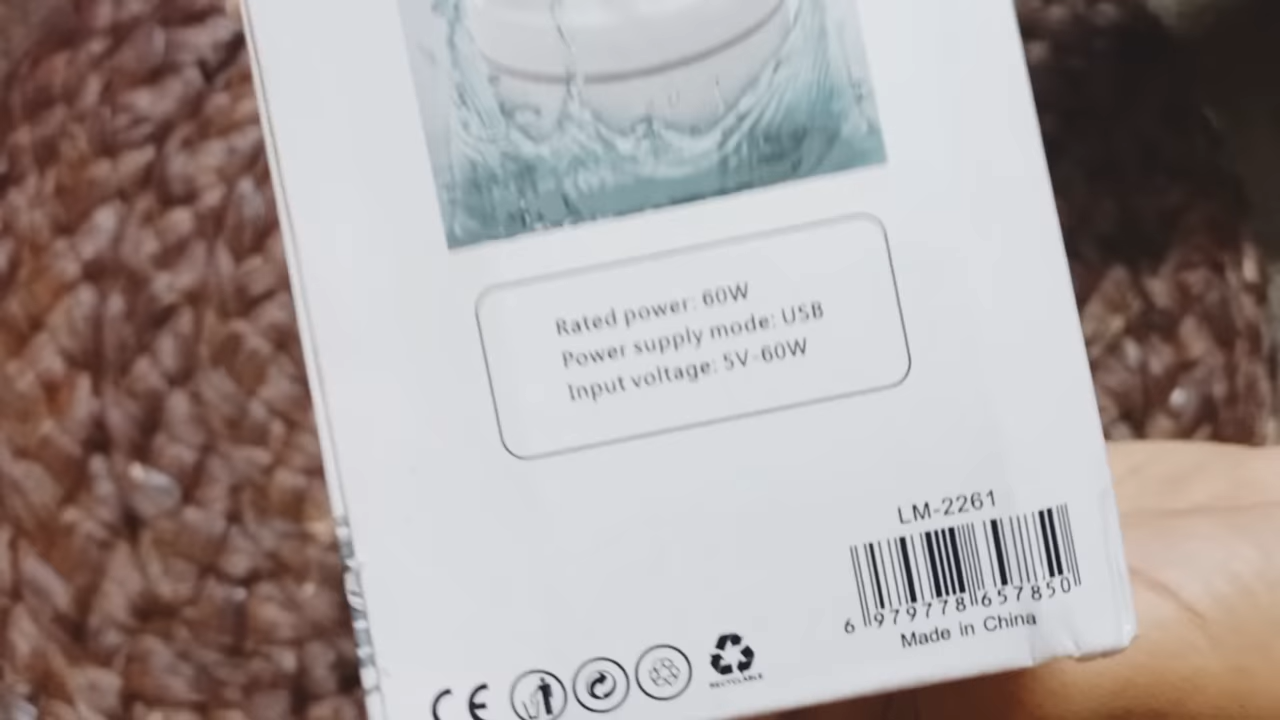 Rated power: 60W
Power supply mode: USB
Input voltage: 5V-60W
LM-2261
6 979778 657850
Made in China
CE
RECYCLABLE